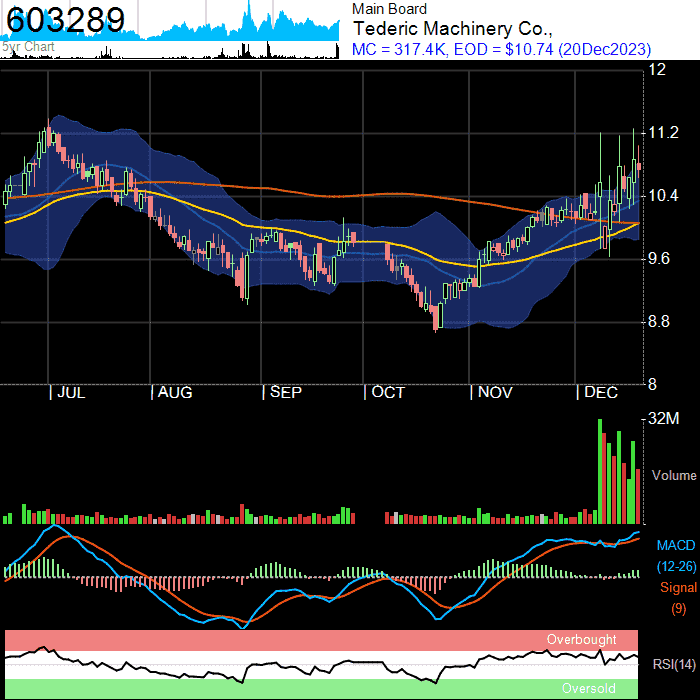 603289
5yr Chart
Main Board
Tederic Machinery Co.,
MC = 317.4K, EOD = $10.74 (20Dec2023)
12
11.2
10.4
9.6
8.8
8
| JUL | AUG | SEP | OCT | NOV | DEC
32M
Volume
MACD
(12-26)
Signal
(9)
Overbought
RSI(14)
Oversold